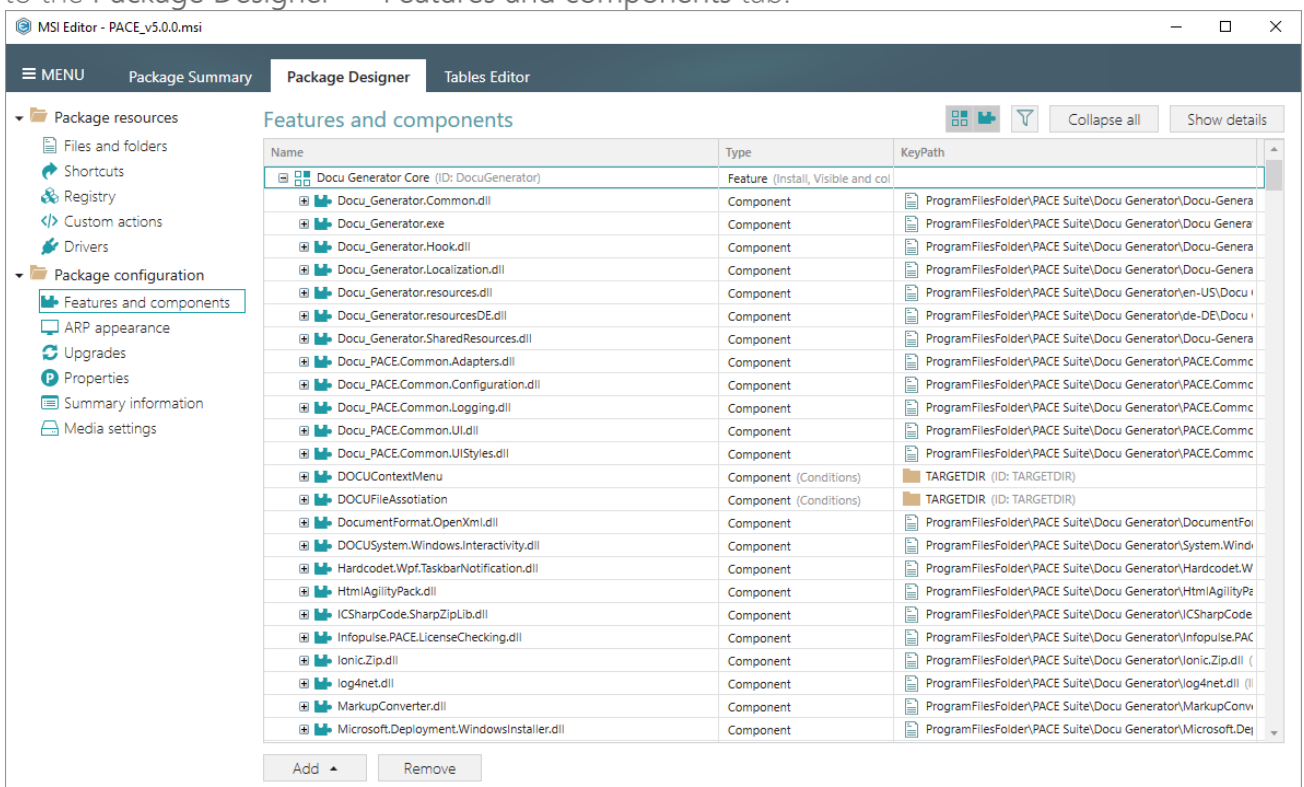 to the Package Designer Features and components tab.
MSI Editor - PACE_v5.0.0.msi
MENU Package Summary Package Designer Tables Editor
Package resources
Files and folders
Shortcuts
Registry
Custom actions
Drivers
Package configuration
Features and components
ARP appearance
Upgrades
Properties
Summary information
Media settings
Features and components Collapse all Show details
Name Type KeyPath
Docu Generator Core (ID: DocuGenerator) Feature (Install, Visible and col
Docu_Generator.Common.dll Component ProgramFilesFolder\PACE Suite\Docu Generator\Docu-Genera
Docu_Generator.exe Component ProgramFilesFolder\PACE Suite\Docu Generator\Docu Genera
Docu_Generator.Hook.dll Component ProgramFilesFolder\PACE Suite\Docu Generator\Docu-Genera
Docu_Generator.Localization.dll Component ProgramFilesFolder\PACE Suite\Docu Generator\Docu-Genera
Docu_Generator.resources.dll Component ProgramFilesFolder\PACE Suite\Docu Generator\en-US\Docu
Docu_Generator.resourcesDE.dll Component ProgramFilesFolder\PACE Suite\Docu Generator\de-DE\Docu
Docu_Generator.SharedResources.dll Component ProgramFilesFolder\PACE Suite\Docu Generator\Docu-Genera
Docu_PACE.Common.Adapters.dll Component ProgramFilesFolder\PACE Suite\Docu Generator\PACE.Commc
Docu_PACE.Common.Configuration.dll Component ProgramFilesFolder\PACE Suite\Docu Generator\PACE.Commc
Docu_PACE.Common.Logging.dll Component ProgramFilesFolder\PACE Suite\Docu Generator\PACE.Commc
Docu_PACE.Common.UI.dll Component ProgramFilesFolder\PACE Suite\Docu Generator\PACE.Commc
Docu_PACE.Common.UIStyles.dll Component ProgramFilesFolder\PACE Suite\Docu Generator\PACE.Commc
DOCUContextMenu Component (Conditions) TARGETDIR (ID: TARGETDIR)
DOCUFileAssotiation Component (Conditions) TARGETDIR (ID: TARGETDIR)
DocumentFormat.OpenXml.dll Component ProgramFilesFolder\PACE Suite\Docu Generator\DocumentFor
DOCUSystem.Windows.Interactivity.dll Component ProgramFilesFolder\PACE Suite\Docu Generator\System.Wind
Hardcodet.Wpf.TaskbarNotification.dll Component ProgramFilesFolder\PACE Suite\Docu Generator\Hardcodet.W
HtmlAgilityPack.dll Component ProgramFilesFolder\PACE Suite\Docu Generator\HtmlAgilityPa
ICSharpCode.SharpZipLib.dll Component ProgramFilesFolder\PACE Suite\Docu Generator\ICSharpCode
Infopulse.PACE.LicenseChecking.dll Component ProgramFilesFolder\PACE Suite\Docu Generator\Infopulse.PAC
Ionic.Zip.dll Component ProgramFilesFolder\PACE Suite\Docu Generator\Ionic.Zip.dll (
log4net.dll Component ProgramFilesFolder\PACE Suite\Docu Generator\log4net.dll (I
MarkupConverter.dll Component ProgramFilesFolder\PACE Suite\Docu Generator\MarkupConv
Microsoft.Deployment.WindowsInstaller.dll Component ProgramFilesFolder\PACE Suite\Docu Generator\Microsoft.Dep
Add Remove